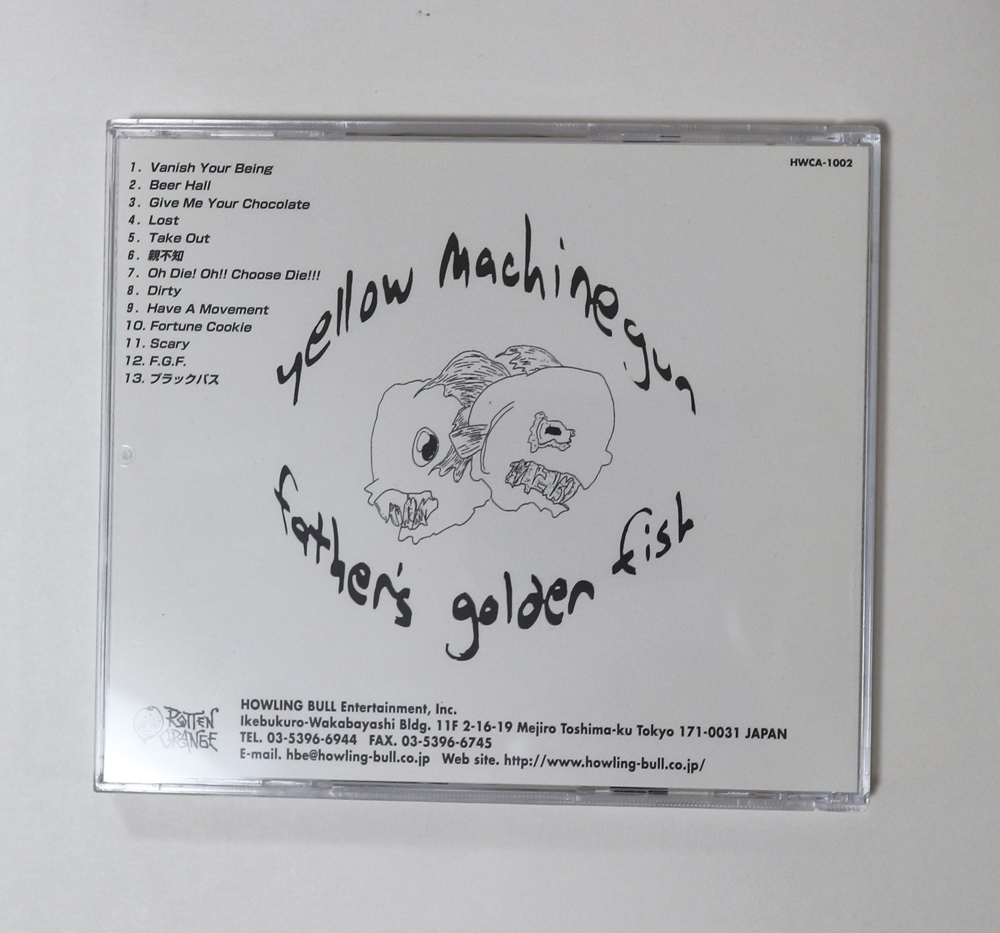 1. Vanish Your Being
2. Beer Hall
3. Give Me Your Chocolate
4. Lost
5. Take Out
6. 親不知
7. Oh Die! Oh!! Choose Die!!!
8. Dirty
9. Have A Movement
10. Fortune Cookie
11. Scary
12. F.G.F.
13. ブラックバス
HWCA-1002
yellow machinegun
father's golden fish
ROTTEN
ORANGE
HOWLING BULL Entertainment, Inc.
Ikebukuro-Wakabayashi Bldg. 11F 2-16-19 Mejiro Toshima-ku Tokyo 171-0031 JAPAN
TEL. 03-5396-6944 FAX. 03-5396-6745
E-mail. hbe@howling-bull.co.jp Web site. http://www.howling-bull.co.jp/